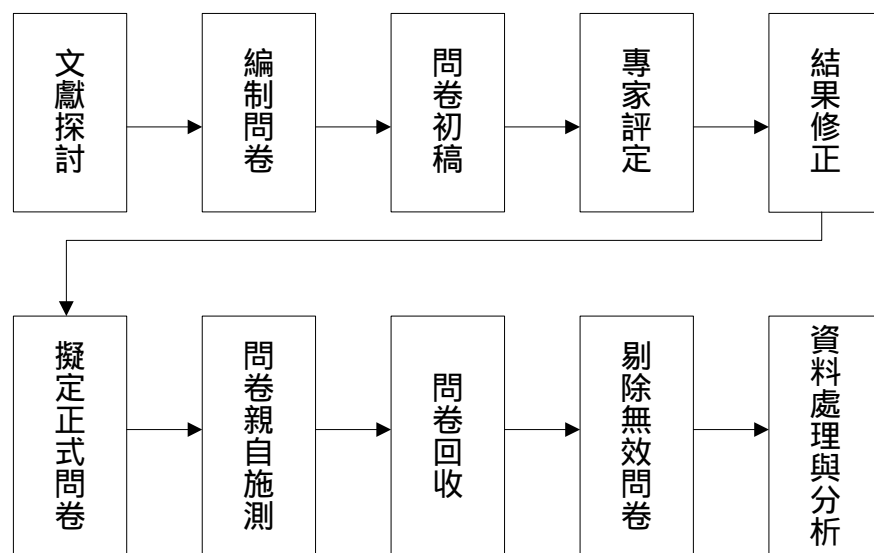 文獻探討
編制問卷
問卷初稿
專家評定
結果修正
擬定正式問卷
問卷親自施測
問卷回收
剔除無效問卷
資料處理與分析